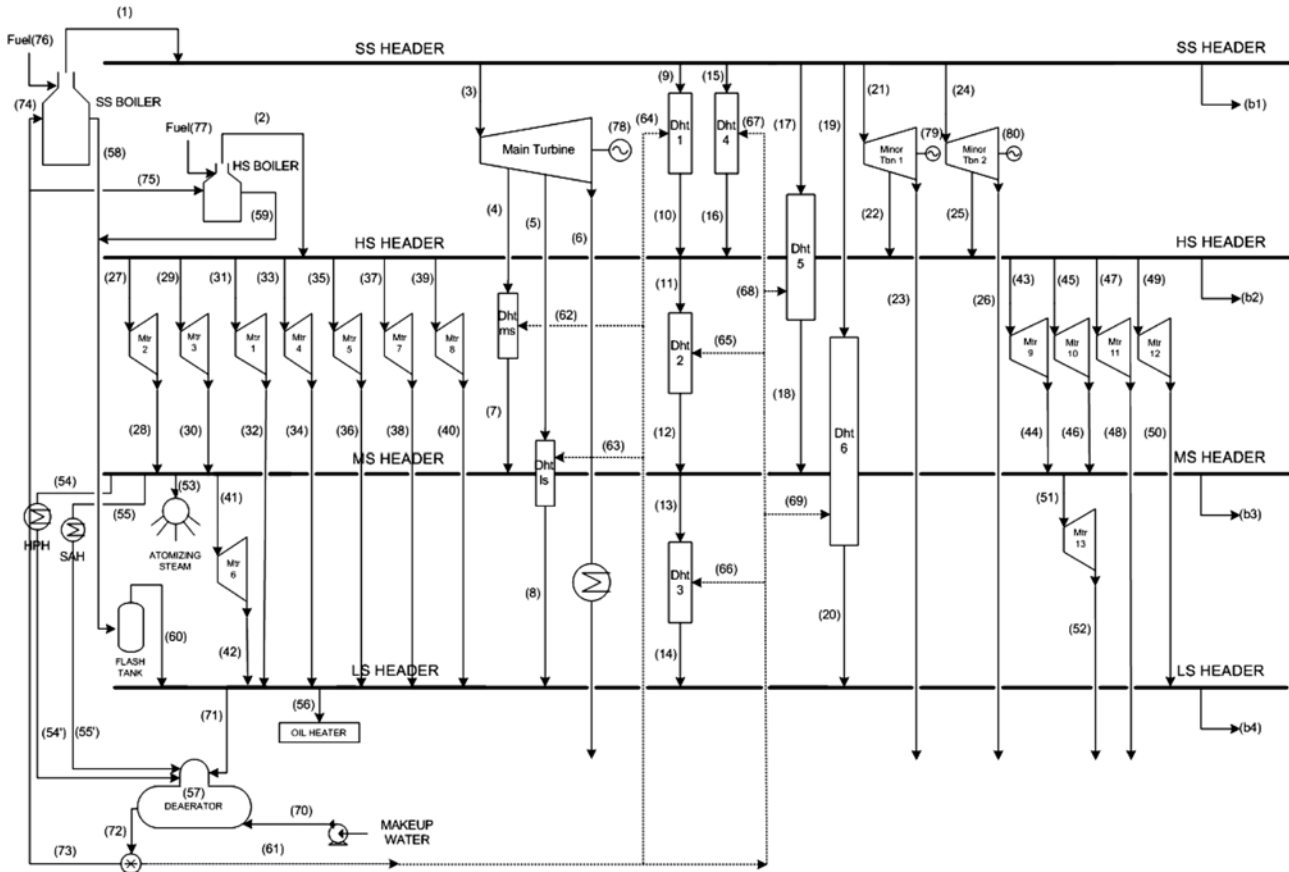 (1)
Fuel(76)
SS HEADER
SS HEADER
(74)
SS BOILER
(2)
(3)
(9)
(15)
(21)
(24)
(b1)
Fuel(77)
(58)
(64)
Dht
1
Dht
4
(67)
(17)
(19)
(78)
(79)
(80)
Main Turbine
Minor
Tbn 1
Minor
Tbn 2
HS BOILER
(75)
(59)
(4)
(5)
(6)
(10)
(16)
(22)
(25)
HS HEADER
HS HEADER
Dht
5
(27)
(29)
(31)
(33)
(35)
(37)
(39)
(11)
(68)
(23)
(26)
(43)
(45)
(47)
(49)
(b2)
Dht
ms
(62)
Mtr
2
Mtr
3
Mtr
1
Mtr
4
Mtr
5
Mtr
7
Mtr
8
Dht
2
(65)
Mtr
9
Mtr
10
Mtr
11
Mtr
12
(7)
(18)
(28)
(30)
(32)
(34)
(36)
(38)
(40)
(12)
Dht
6
(44)
(46)
(48)
(50)
(63)
MS HEADER
MS HEADER
Dht
ls
(54)
(55)
(53)
(41)
(13)
(69)
(51)
(b3)
HPH
SAH
ATOMIZING
STEAM
Mtr
6
Mtr
13
Dht
3
(66)
(8)
(20)
(60)
(42)
(52)
FLASH
TANK
(14)
LS HEADER
LS HEADER
(71)
(56)
(b4)
(54')
(55')
OIL HEATER
(57)
DEAERATOR
(70)
MAKEUP
WATER
(72)
(73)
(61)